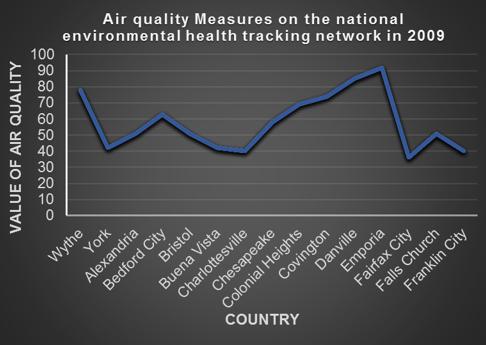 Air quality Measures on the national
environmental health tracking network in 2009
VALUE OF AIR QUALITY
100
90
80
70
60
50
40
30
20
10
0
Wythe
York
Alexandria
Bedford City
Bristol
Buena Vista
Charlottesville
Chesapeake
Colonial Heights
Covington
Danville
Emporia
Fairfax City
Falls Church
Franklin City
COUNTRY